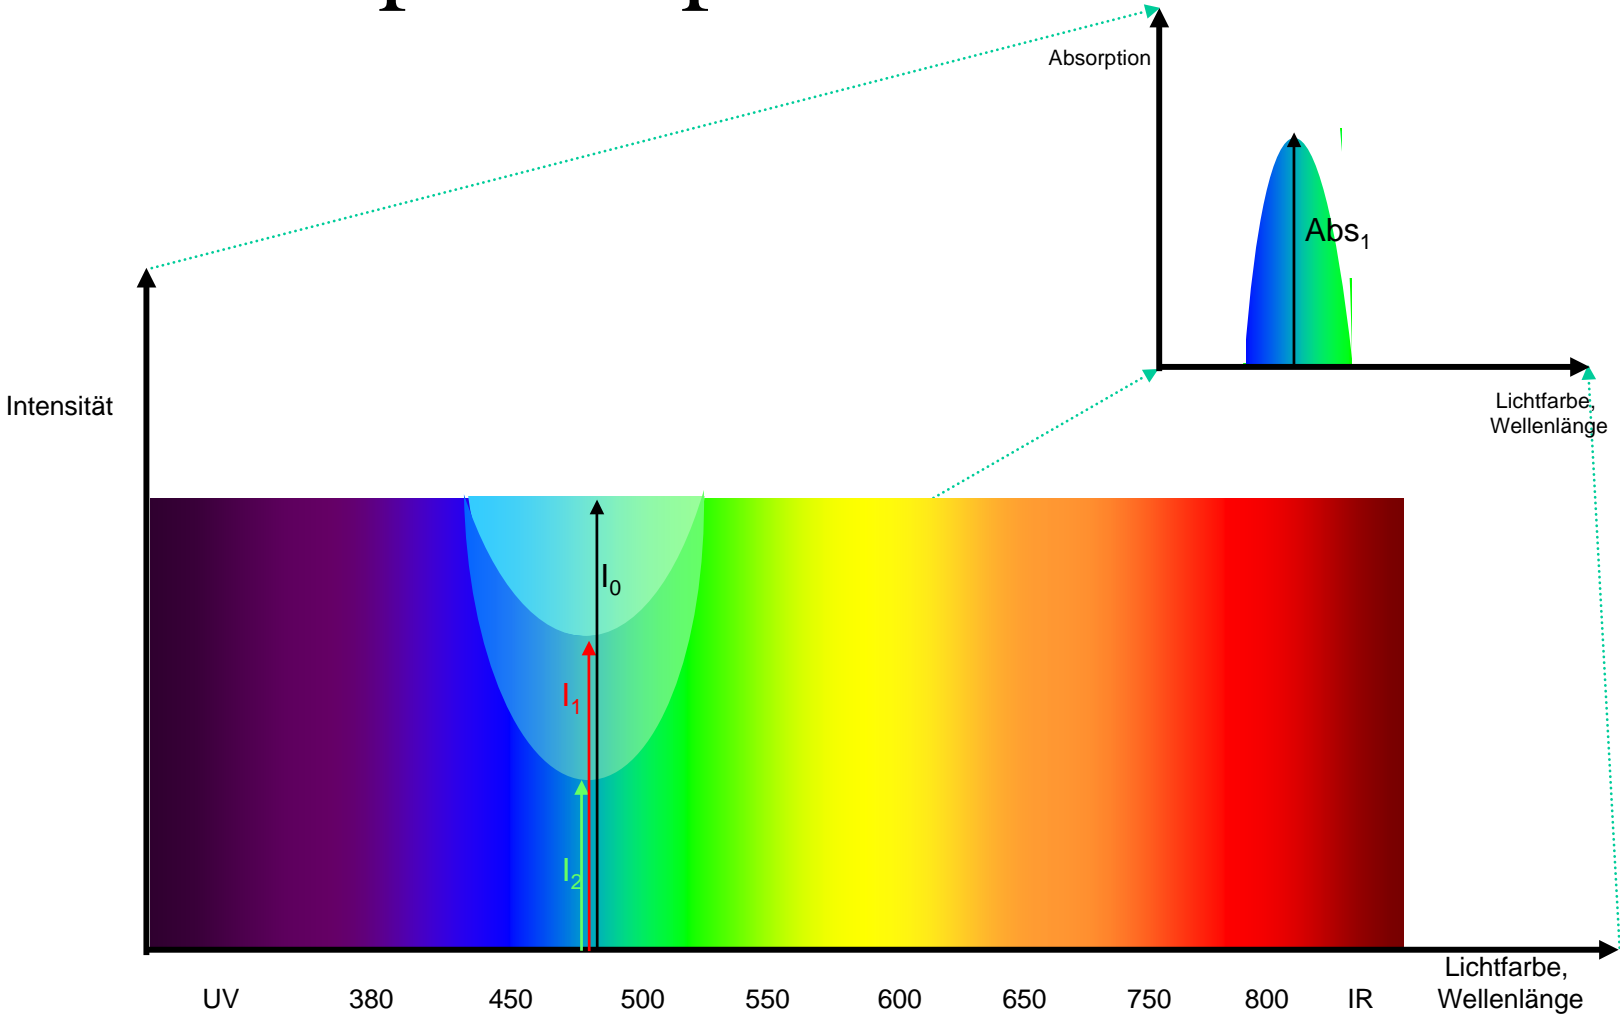 Absorption
Abs₁
Lichtfarbe,
Wellenlänge
Intensität
I₀
I₁
I₂
Lichtfarbe,
Wellenlänge
UV 380 450 500 550 600 650 750 800 IR